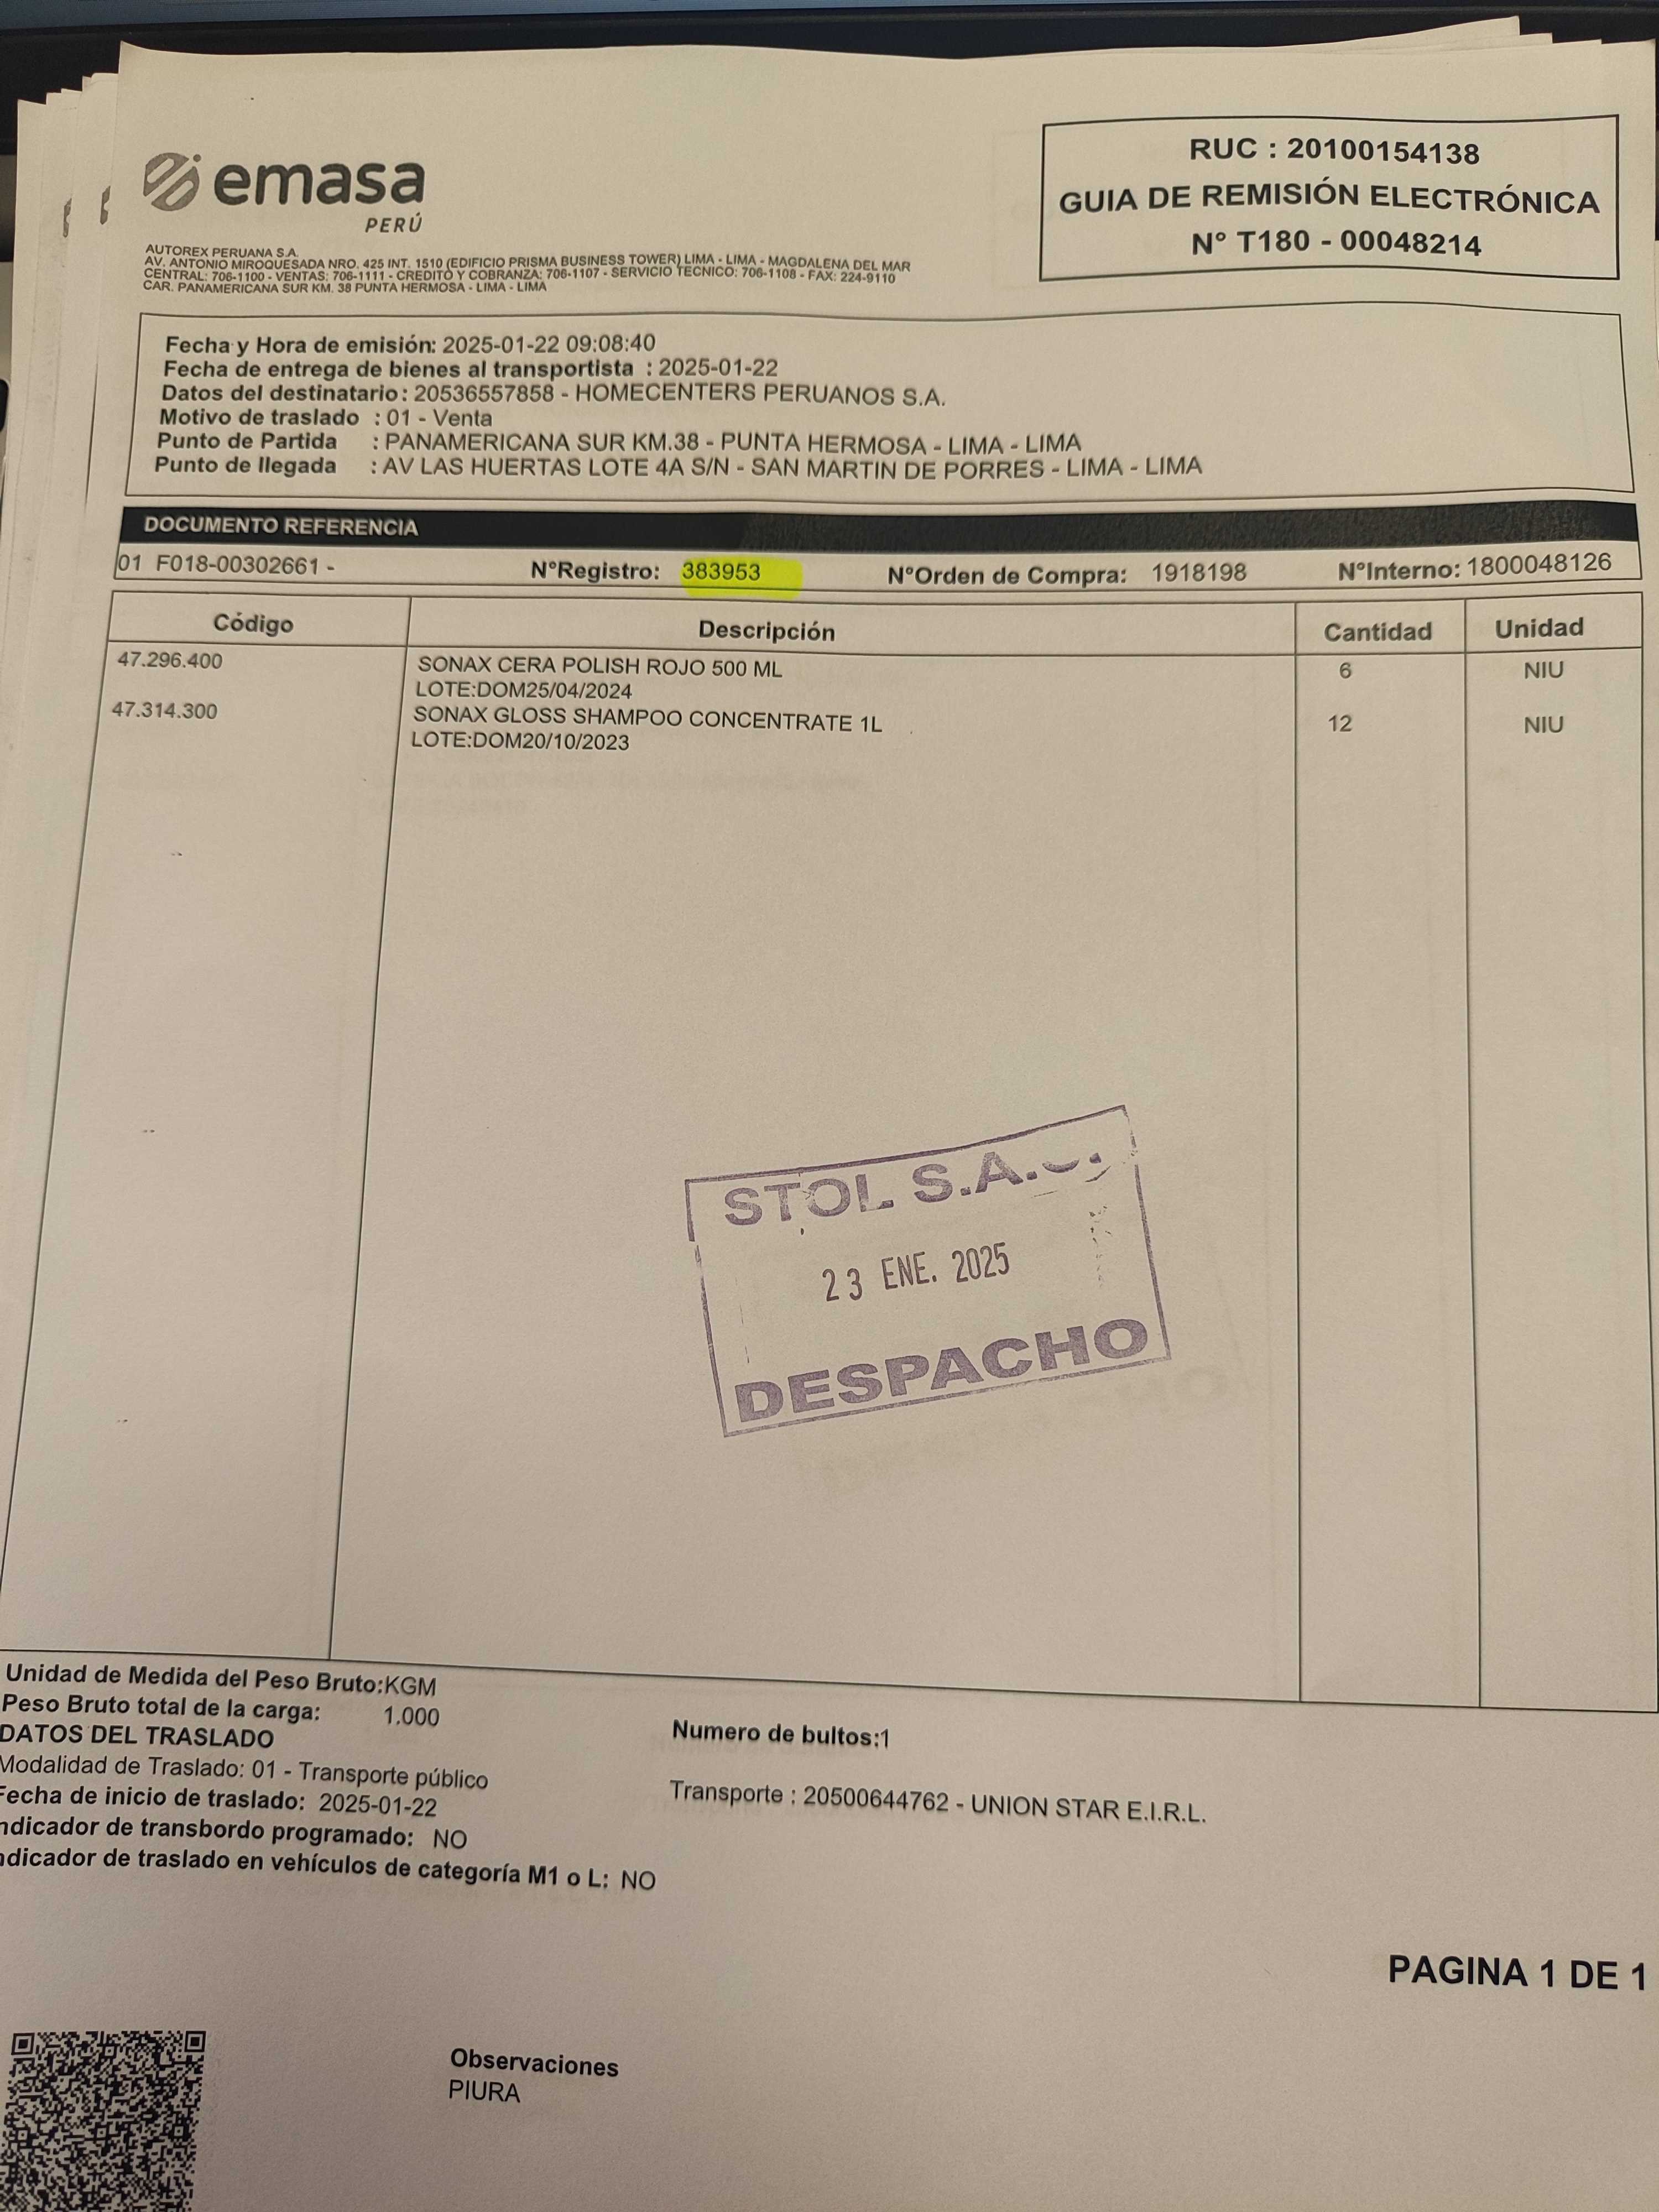 emasa
PERÚ
RUC : 20100154138
GUIA DE REMISIÓN ELECTRÓNICA
N° T180 - 00048214
AUTOREX PERUANA S.A.
AV. ANTONIO MIROQUESADA NRO. 425 INT. 1510 (EDIFICIO PRISMA BUSINESS TOWER) LIMA - LIMA - MAGDALENA DEL MAR
CENTRAL: 706-1100 - VENTAS: 706-1111 - CREDITO Y COBRANZA: 706-1107 - SERVICIO TECNICO: 706-1108 - FAX: 224-9110
CAR. PANAMERICANA SUR KM. 38 PUNTA HERMOSA - LIMA - LIMA
Fecha y Hora de emisión: 2025-01-22 09:08:40
Fecha de entrega de bienes al transportista : 2025-01-22
Datos del destinatario : 20536557858 - HOMECENTERS PERUANOS S.A.
Motivo de traslado : 01 - Venta
Punto de Partida : PANAMERICANA SUR KM.38 - PUNTA HERMOSA - LIMA - LIMA
Punto de llegada : AV LAS HUERTAS LOTE 4A S/N - SAN MARTIN DE PORRES - LIMA - LIMA
DOCUMENTO REFERENCIA
01 F018-00302661 - N°Registro: 383953 N°Orden de Compra: 1918198 N°Interno: 1800048126
Código Descripción Cantidad Unidad
47.296.400 SONAX CERA POLISH ROJO 500 ML 6 NIU
LOTE:DOM25/04/2024
47.314.300 SONAX GLOSS SHAMPOO CONCENTRATE 1L 12 NIU
LOTE:DOM20/10/2023
STOL S.A.C.
23 ENE. 2025
DESPACHO
Unidad de Medida del Peso Bruto:KGM
Peso Bruto total de la carga: 1.000
Numero de bultos:1
DATOS DEL TRASLADO
Modalidad de Traslado: 01 - Transporte público
Transporte : 20500644762 - UNION STAR E.I.R.L.
Fecha de inicio de traslado: 2025-01-22
ndicador de transbordo programado: NO
ndicador de traslado en vehículos de categoría M1 o L: NO
PAGINA 1 DE 1
Observaciones
PIURA